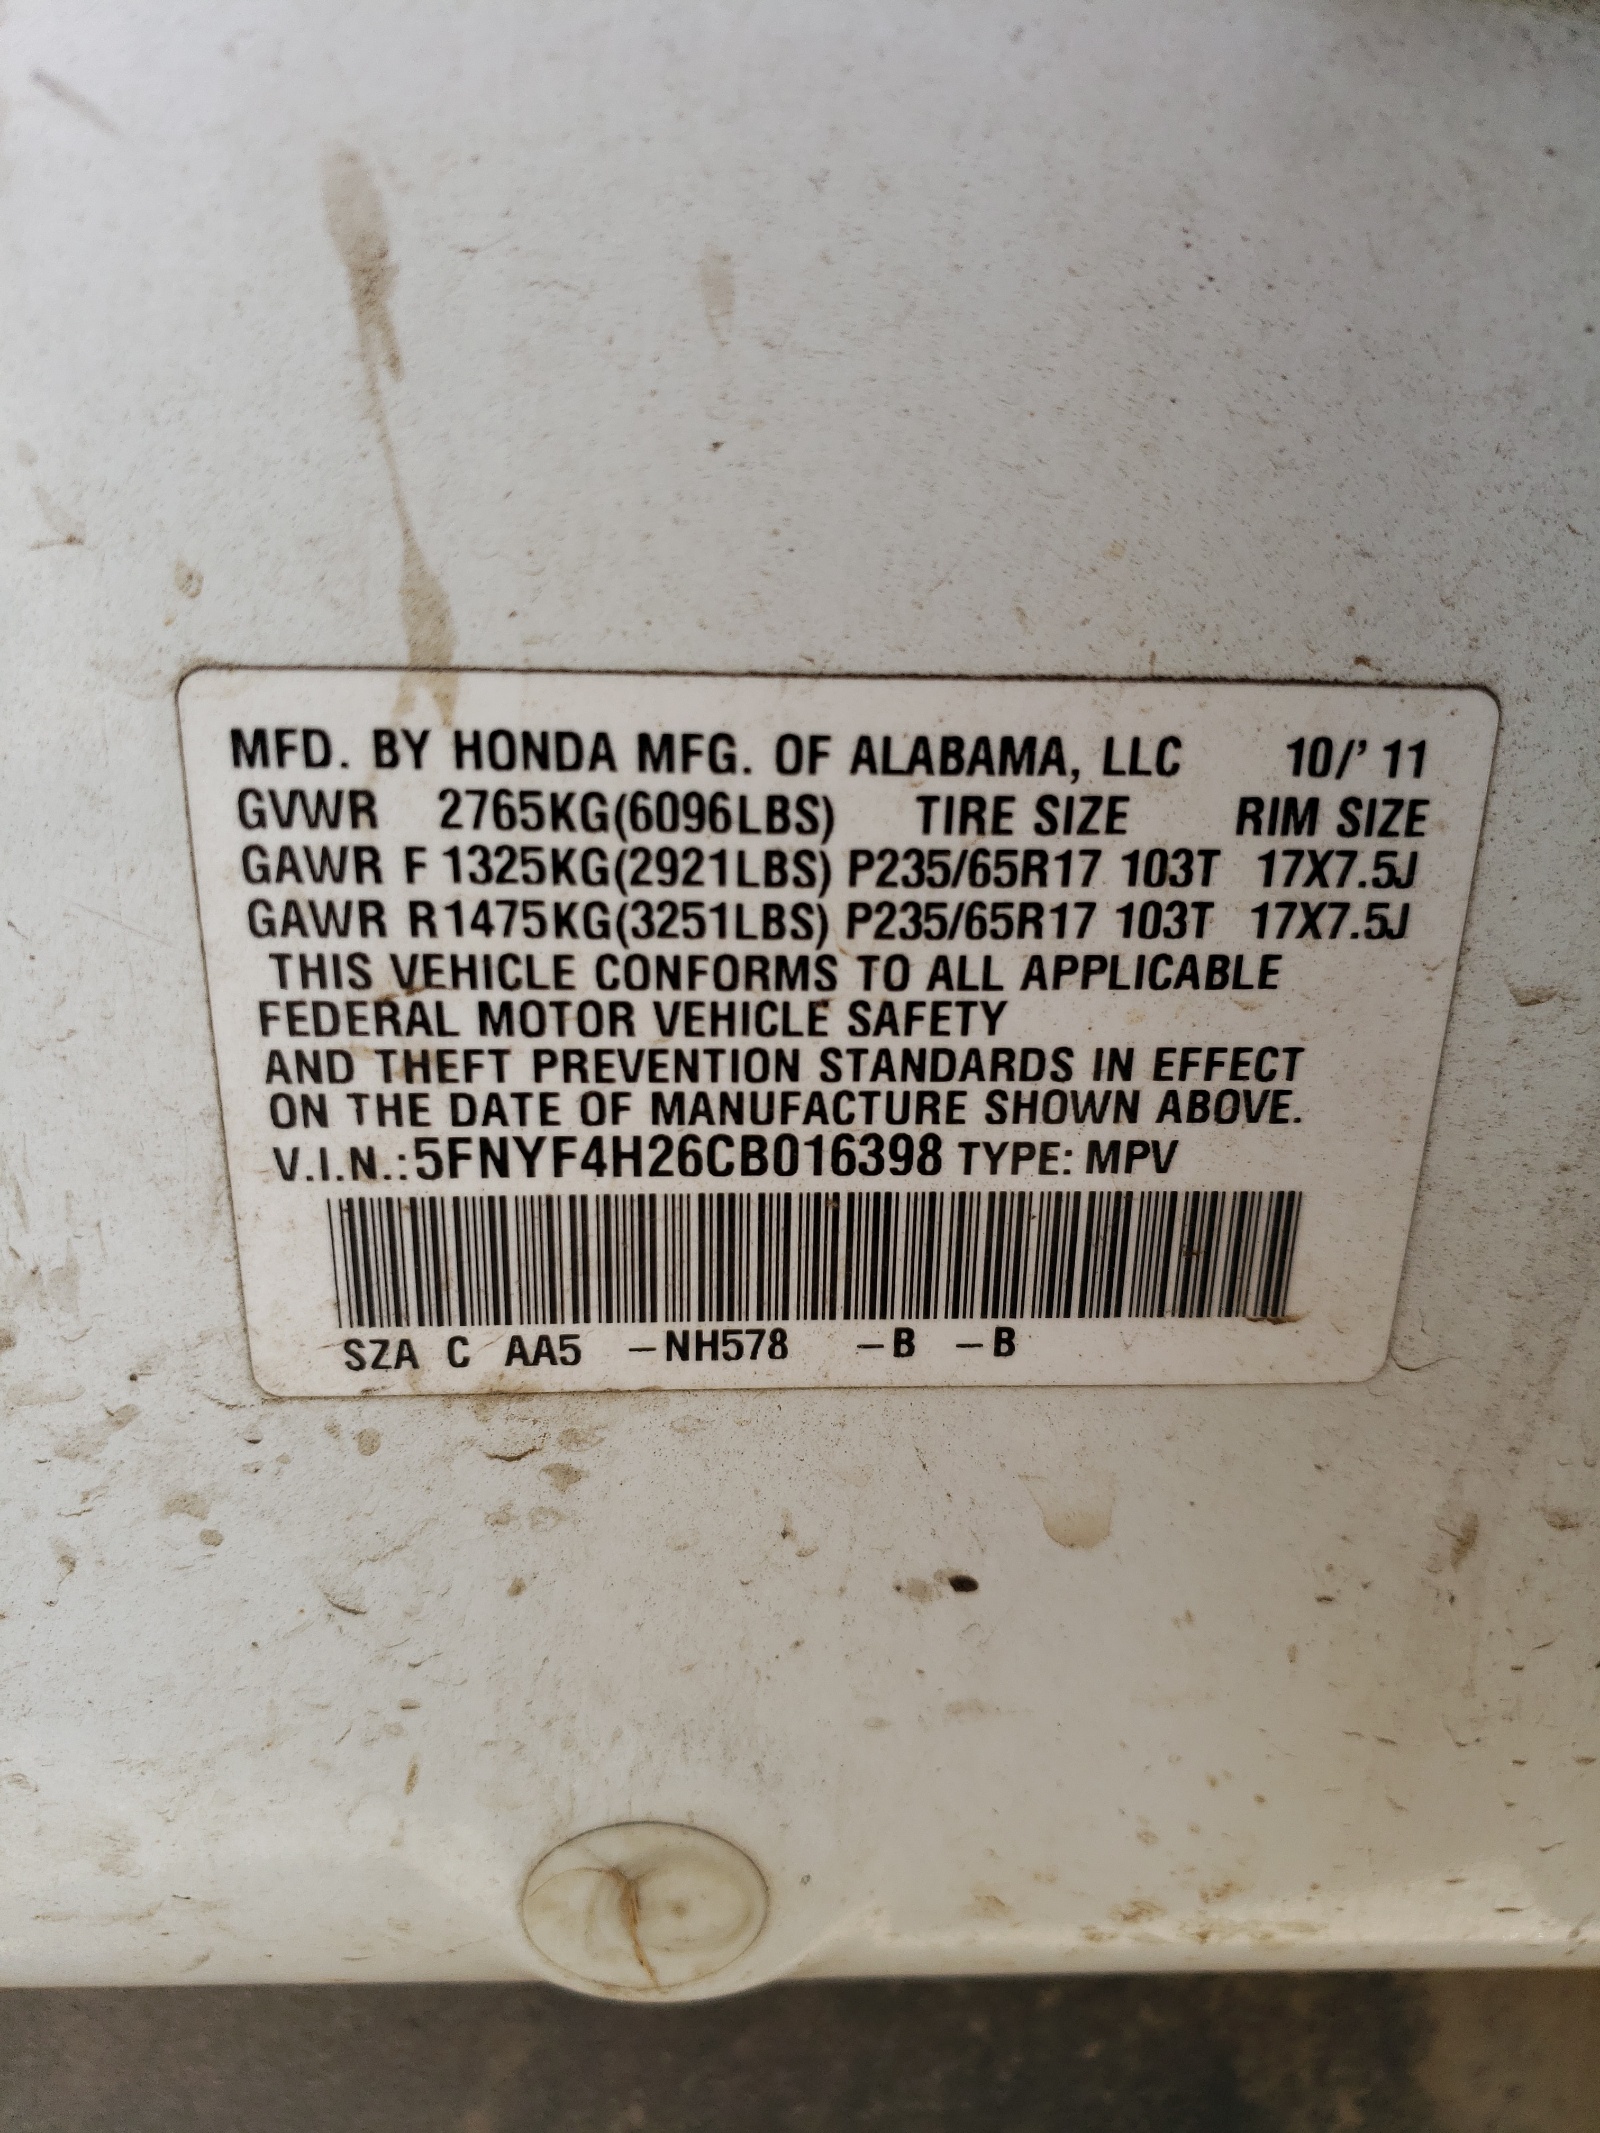 MFD. BY HONDA MFG. OF ALABAMA, LLC 10/' 11
GVWR 2765KG(6096LBS) TIRE SIZE RIM SIZE
GAWR F 1325KG(2921LBS) P235/65R17 103T 17X7.5J
GAWR R1475KG(3251LBS) P235/65R17 103T 17X7.5J
THIS VEHICLE CONFORMS TO ALL APPLICABLE
FEDERAL MOTOR VEHICLE SAFETY
AND THEFT PREVENTION STANDARDS IN EFFECT
ON THE DATE OF MANUFACTURE SHOWN ABOVE.
V.I.N.:5FNYF4H26CB016398 TYPE: MPV
SZA C AA5 –NH578 –B –B